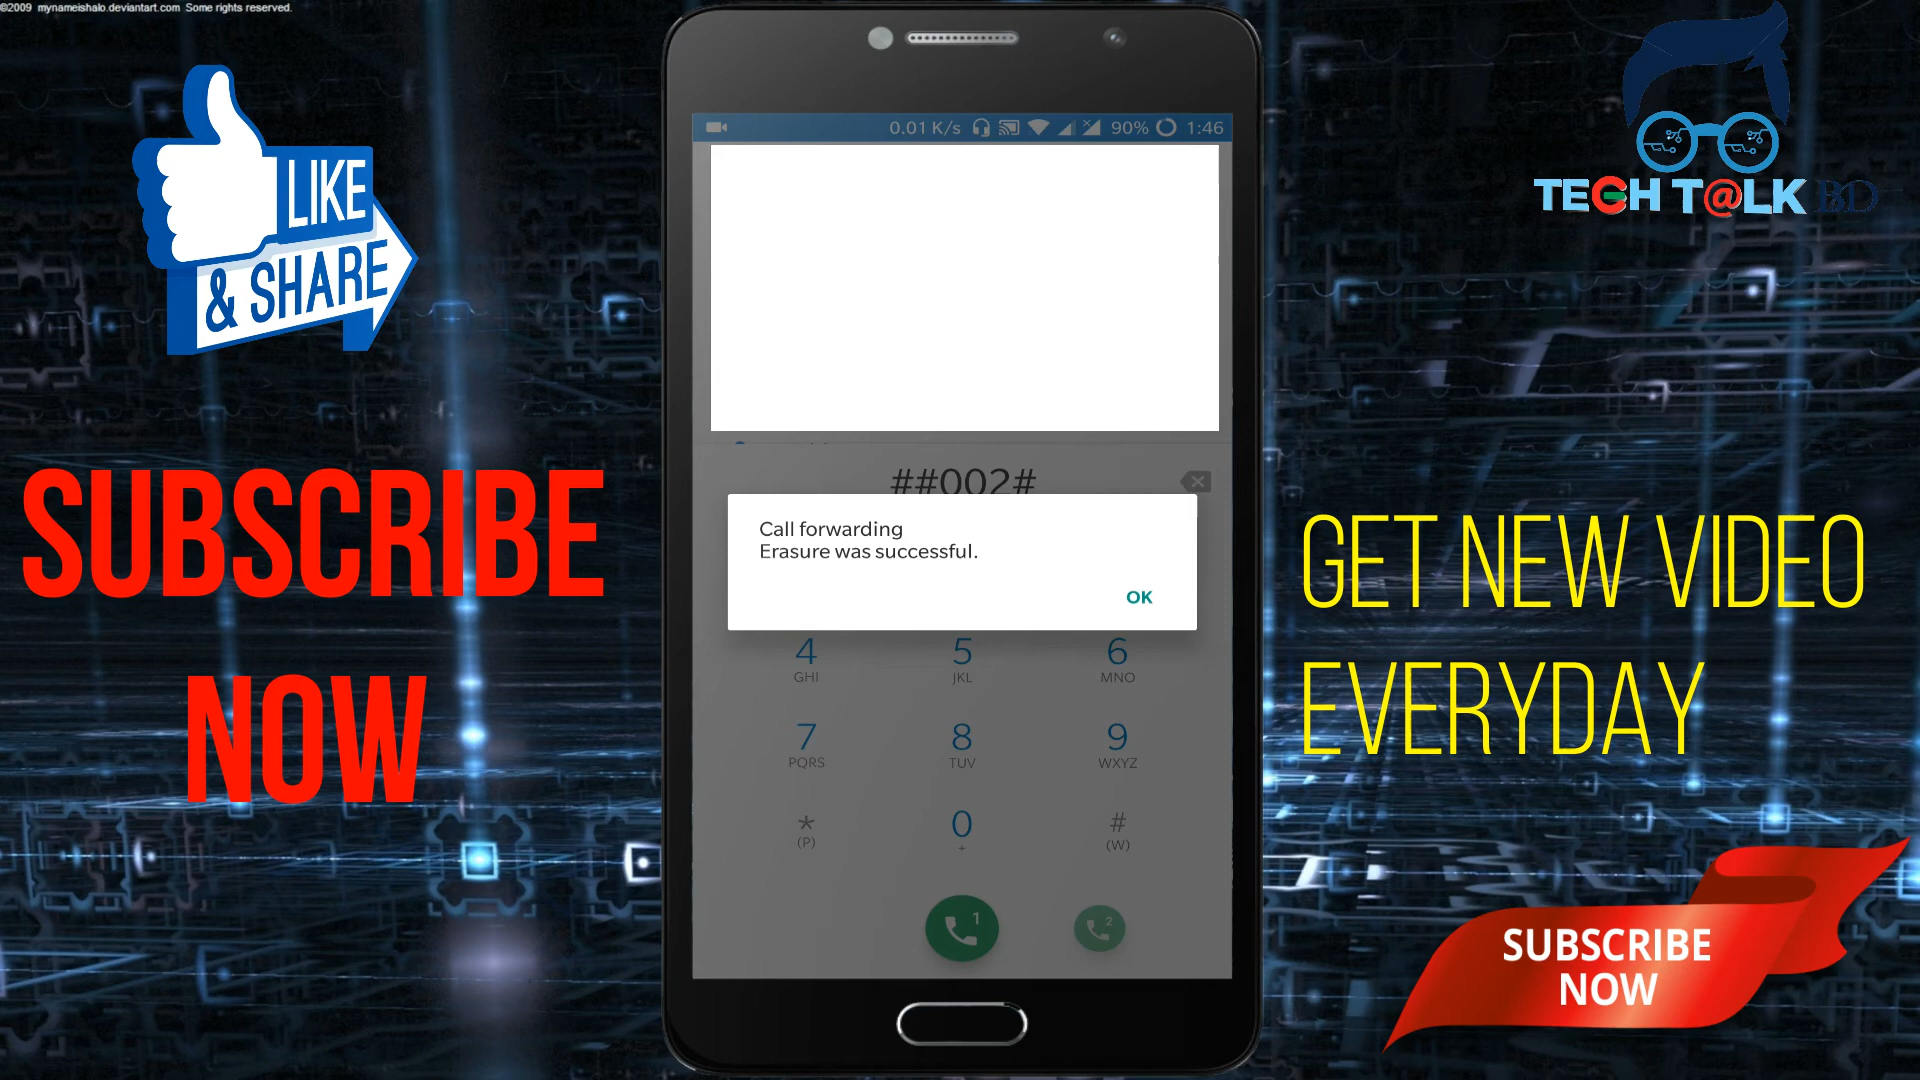 ©2009 mynameishalo.deviantart.com Some rights reserved.
LIKE
& SHARE
SUBSCRIBE
NOW
0.01 K/s 90% 1:46
##002#
Call forwarding
Erasure was successful.
OK
4 5 6
GHI JKL MNO
7 8 9
PQRS TUV WXYZ
* 0 #
(P) + (W)
1 2
TECH T@LK BD
GET NEW VIDEO
EVERYDAY
SUBSCRIBE
NOW